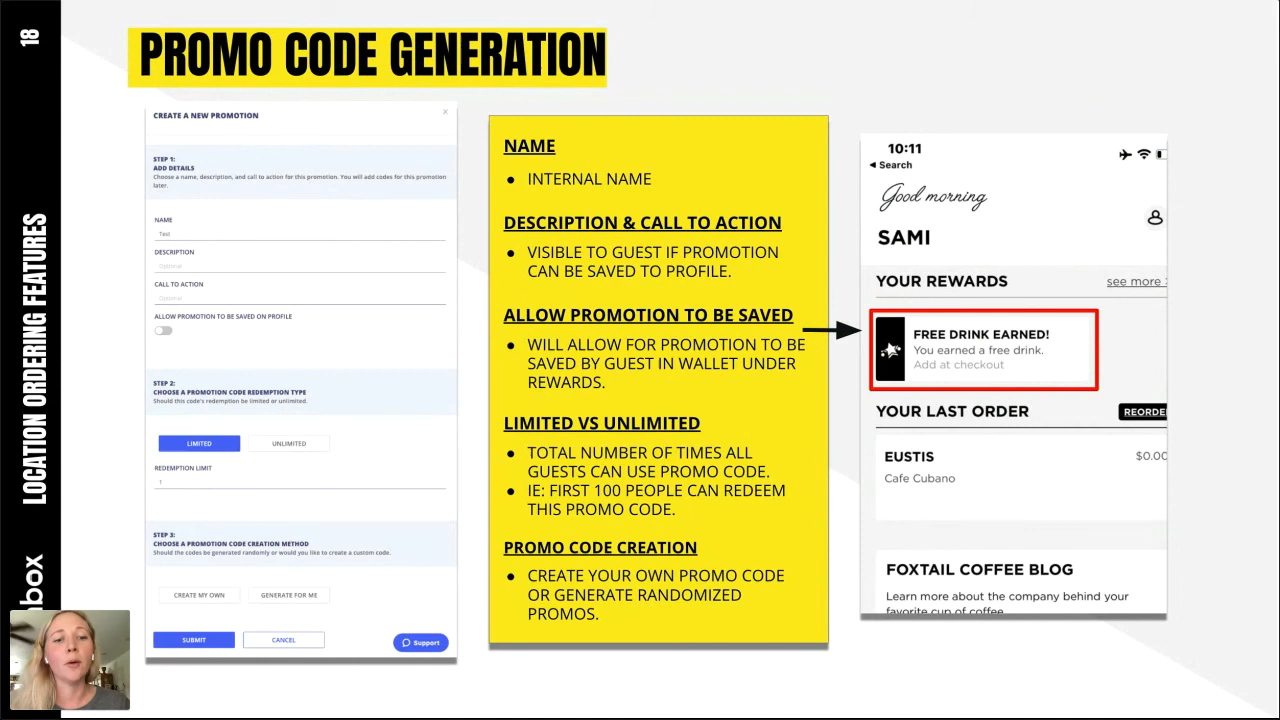 18
LOCATION ORDERING FEATURES
PROMO CODE GENERATION
CREATE A NEW PROMOTION
STEP 1:
ADD DETAILS
Choose a name, description, and call to action for this promotion. You will add codes for this promotion
later.
NAME
Test
DESCRIPTION
Optional
CALL TO ACTION
Optional
ALLOW PROMOTION TO BE SAVED ON PROFILE
STEP 2:
CHOOSE A PROMOTION CODE REDEMPTION TYPE
Should this code's redemption be limited or unlimited.
LIMITED
UNLIMITED
REDEMPTION LIMIT
1
STEP 3:
CHOOSE A PROMOTION CODE CREATION METHOD
Should the codes be generated randomly or would you like to create a custom code.
CREATE MY OWN
GENERATE FOR ME
SUBMIT
CANCEL
Support
NAME
● INTERNAL NAME
DESCRIPTION & CALL TO ACTION
● VISIBLE TO GUEST IF PROMOTION
CAN BE SAVED TO PROFILE.
ALLOW PROMOTION TO BE SAVED
● WILL ALLOW FOR PROMOTION TO BE
SAVED BY GUEST IN WALLET UNDER
REWARDS.
LIMITED VS UNLIMITED
● TOTAL NUMBER OF TIMES ALL
GUESTS CAN USE PROMO CODE.
● IE: FIRST 100 PEOPLE CAN REDEEM
THIS PROMO CODE.
PROMO CODE CREATION
● CREATE YOUR OWN PROMO CODE
OR GENERATE RANDOMIZED
PROMOS.
10:11
◀ Search
Good morning
SAMI
YOUR REWARDS
see more
FREE DRINK EARNED!
You earned a free drink.
Add at checkout
YOUR LAST ORDER
REORDE
EUSTIS
$0.00
Cafe Cubano
FOXTAIL COFFEE BLOG
Learn more about the company behind your
favorite cup of coffee